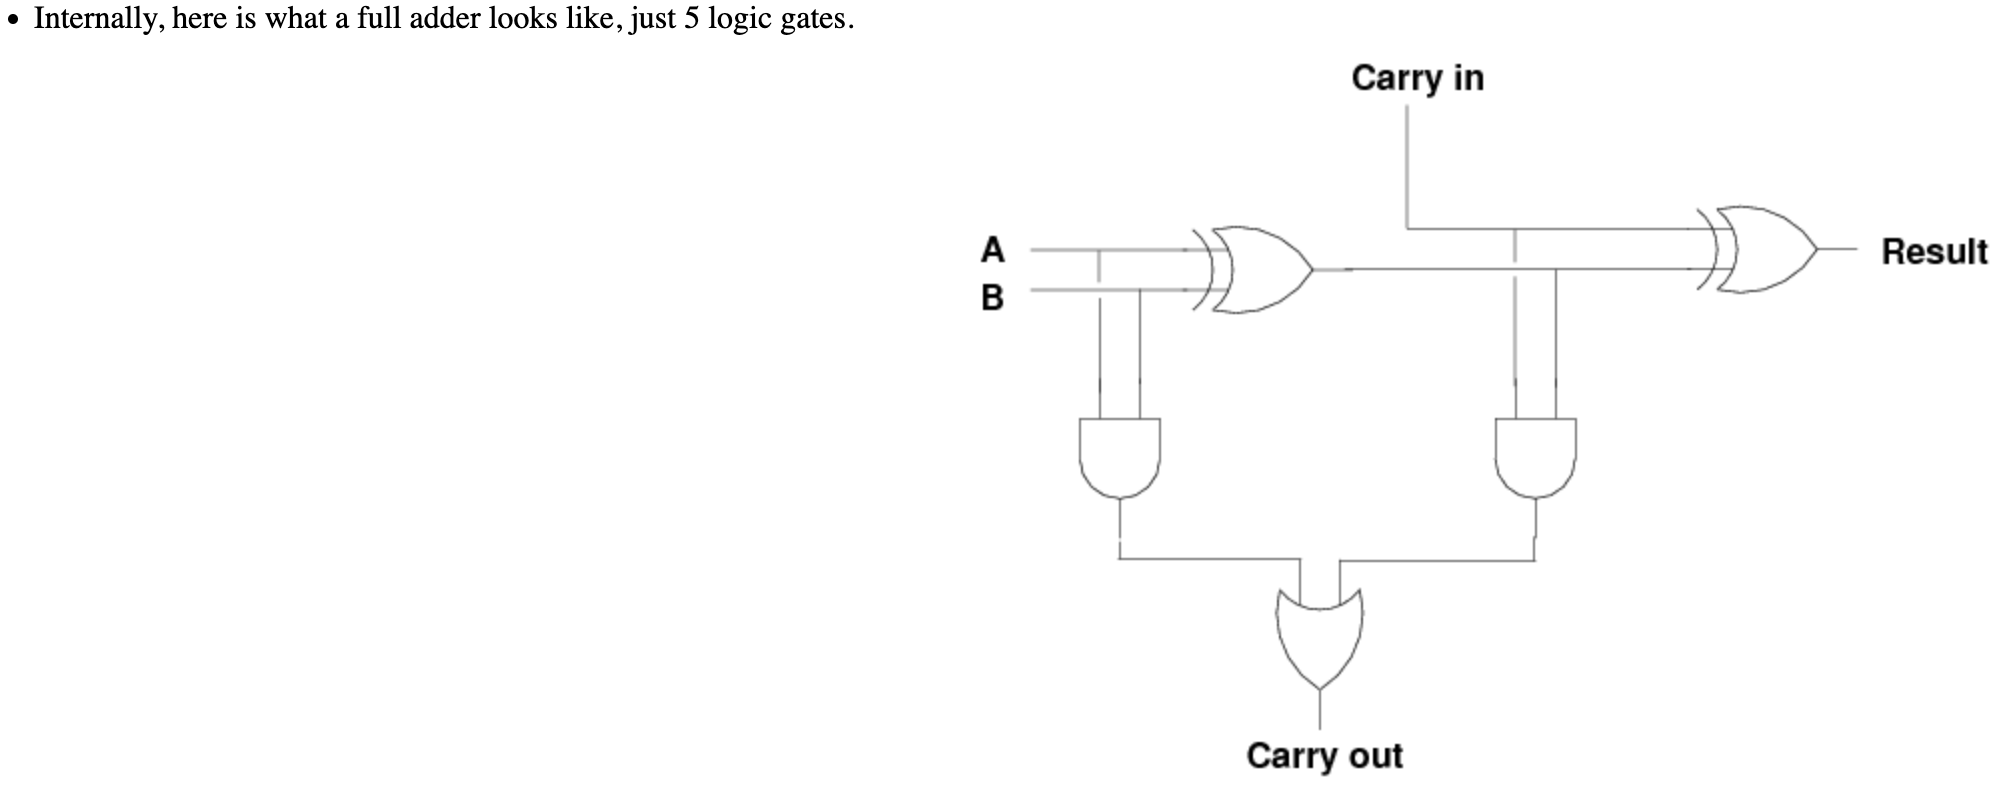 • Internally, here is what a full adder looks like, just 5 logic gates.
Carry in
A
B
Result
Carry out